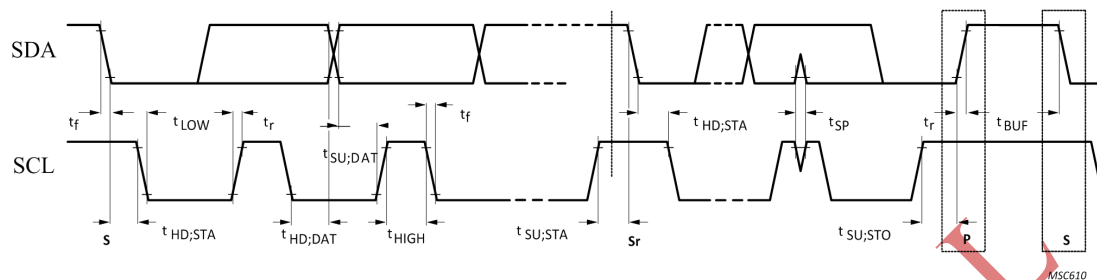 SDA
t f
t LOW
t r
t SU;DAT
t f
t HD;STA
t SP
t r
t BUF
SCL
S
t HD;STA
t HD;DAT
t HIGH
t SU;STA
Sr
t SU;STO
P
S
MSC610